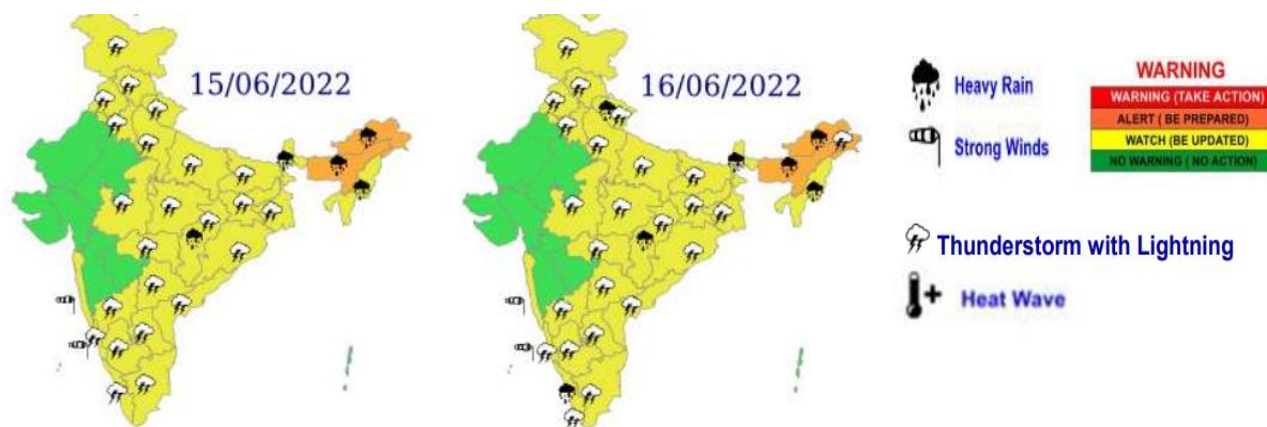 15/06/2022
16/06/2022
Heavy Rain
Strong Winds
WARNING
WARNING (TAKE ACTION)
ALERT ( BE PREPARED)
WATCH (BE UPDATED)
NO WARNING ( NO ACTION)
Thunderstorm with Lightning
Heat Wave